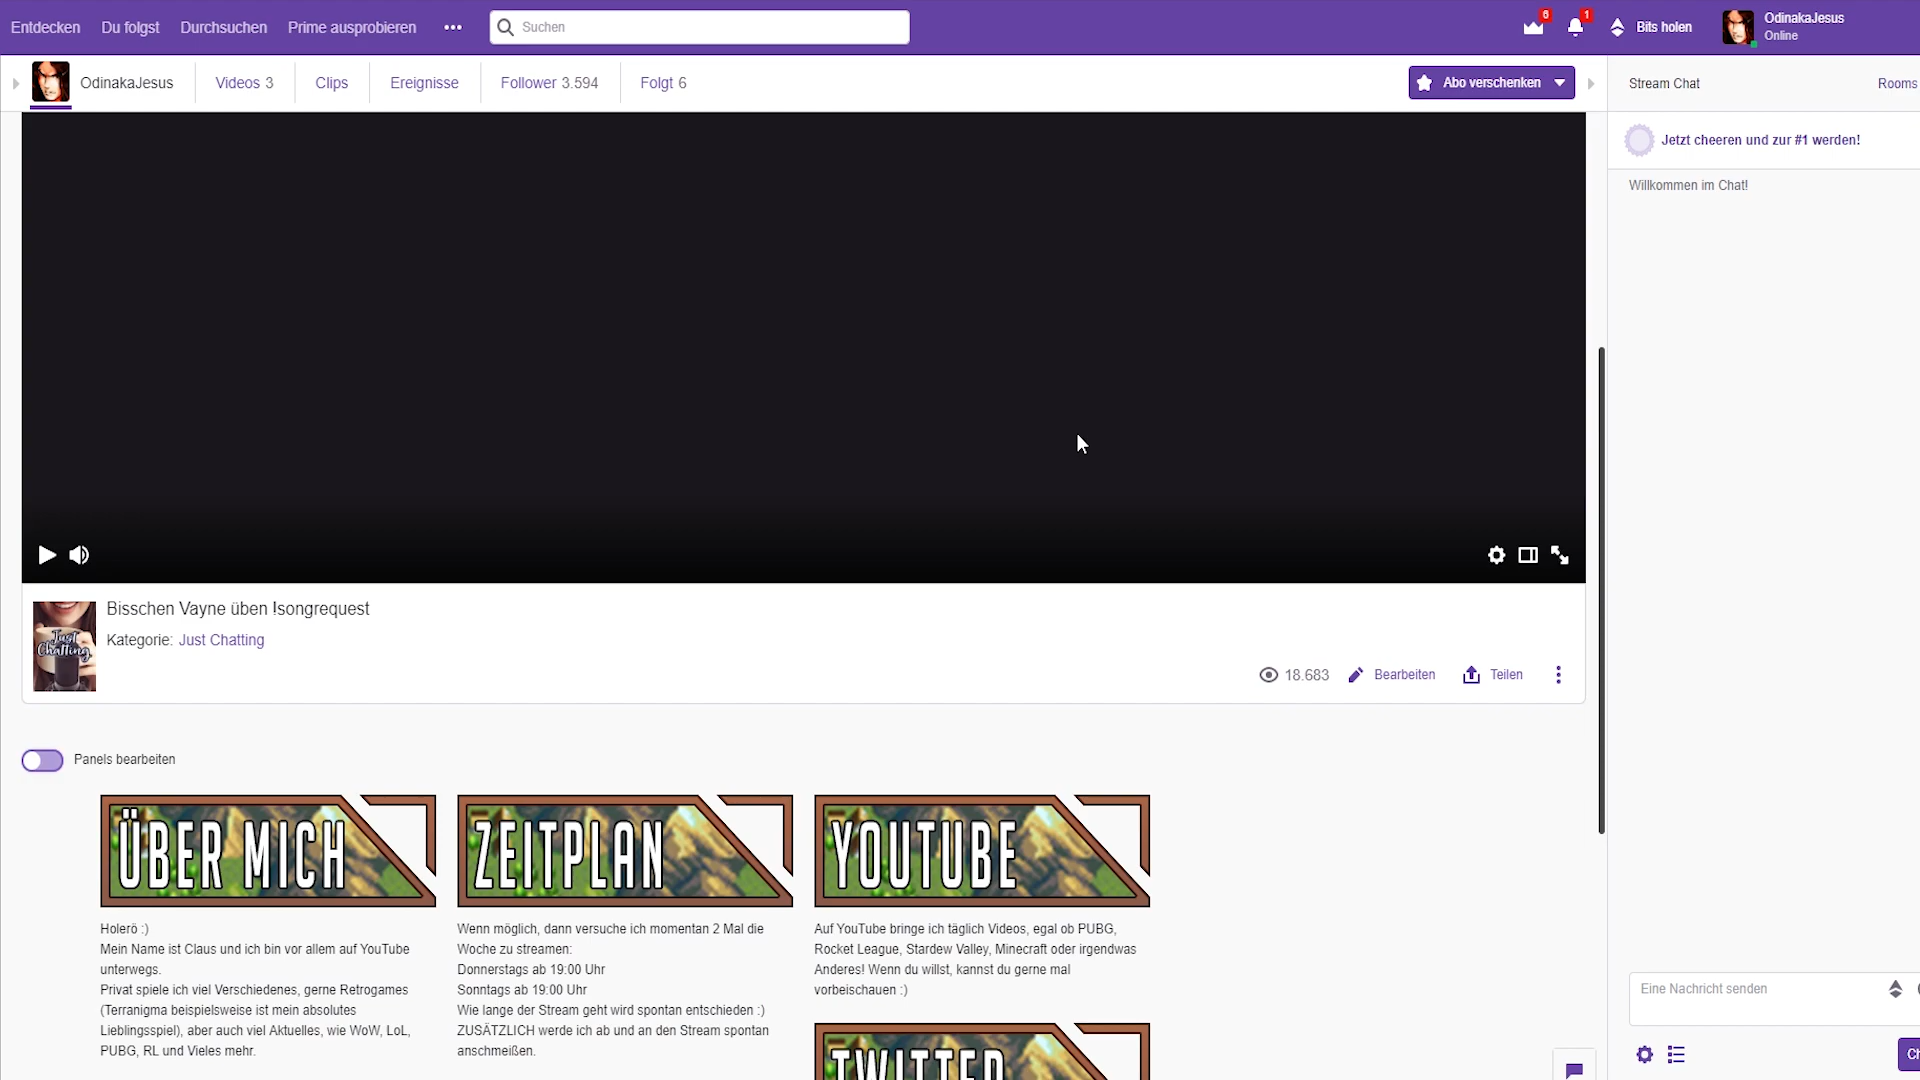 Entdecken Du folgst Durchsuchen Prime ausprobieren ••• Suchen 6 1 Bits holen OdinakaJesus
Online
OdinakaJesus Videos 3 Clips Ereignisse Follower 3.594 Folgt 6 Abo verschenken Stream Chat Rooms
Jetzt cheeren und zur #1 werden!
Willkommen im Chat!
Just
Chatting
Bisschen Vayne üben !songrequest
Kategorie: Just Chatting
18.683 Bearbeiten Teilen
Panels bearbeiten
ÜBER MICH
Holerö :)
Mein Name ist Claus und ich bin vor allem auf YouTube
unterwegs.
Privat spiele ich viel Verschiedenes, gerne Retrogames
(Terranigma beispielsweise ist mein absolutes
Lieblingsspiel), aber auch viel Aktuelles, wie WoW, LoL,
PUBG, RL und Vieles mehr.
ZEITPLAN
Wenn möglich, dann versuche ich momentan 2 Mal die
Woche zu streamen:
Donnerstags ab 19:00 Uhr
Sonntags ab 19:00 Uhr
Wie lange der Stream geht wird spontan entschieden :)
ZUSÄTZLICH werde ich ab und an den Stream spontan
anschmeißen.
YOUTUBE
Auf YouTube bringe ich täglich Videos, egal ob PUBG,
Rocket League, Stardew Valley, Minecraft oder irgendwas
Anderes! Wenn du willst, kannst du gerne mal
vorbeischauen :)
TWITTER
Eine Nachricht senden